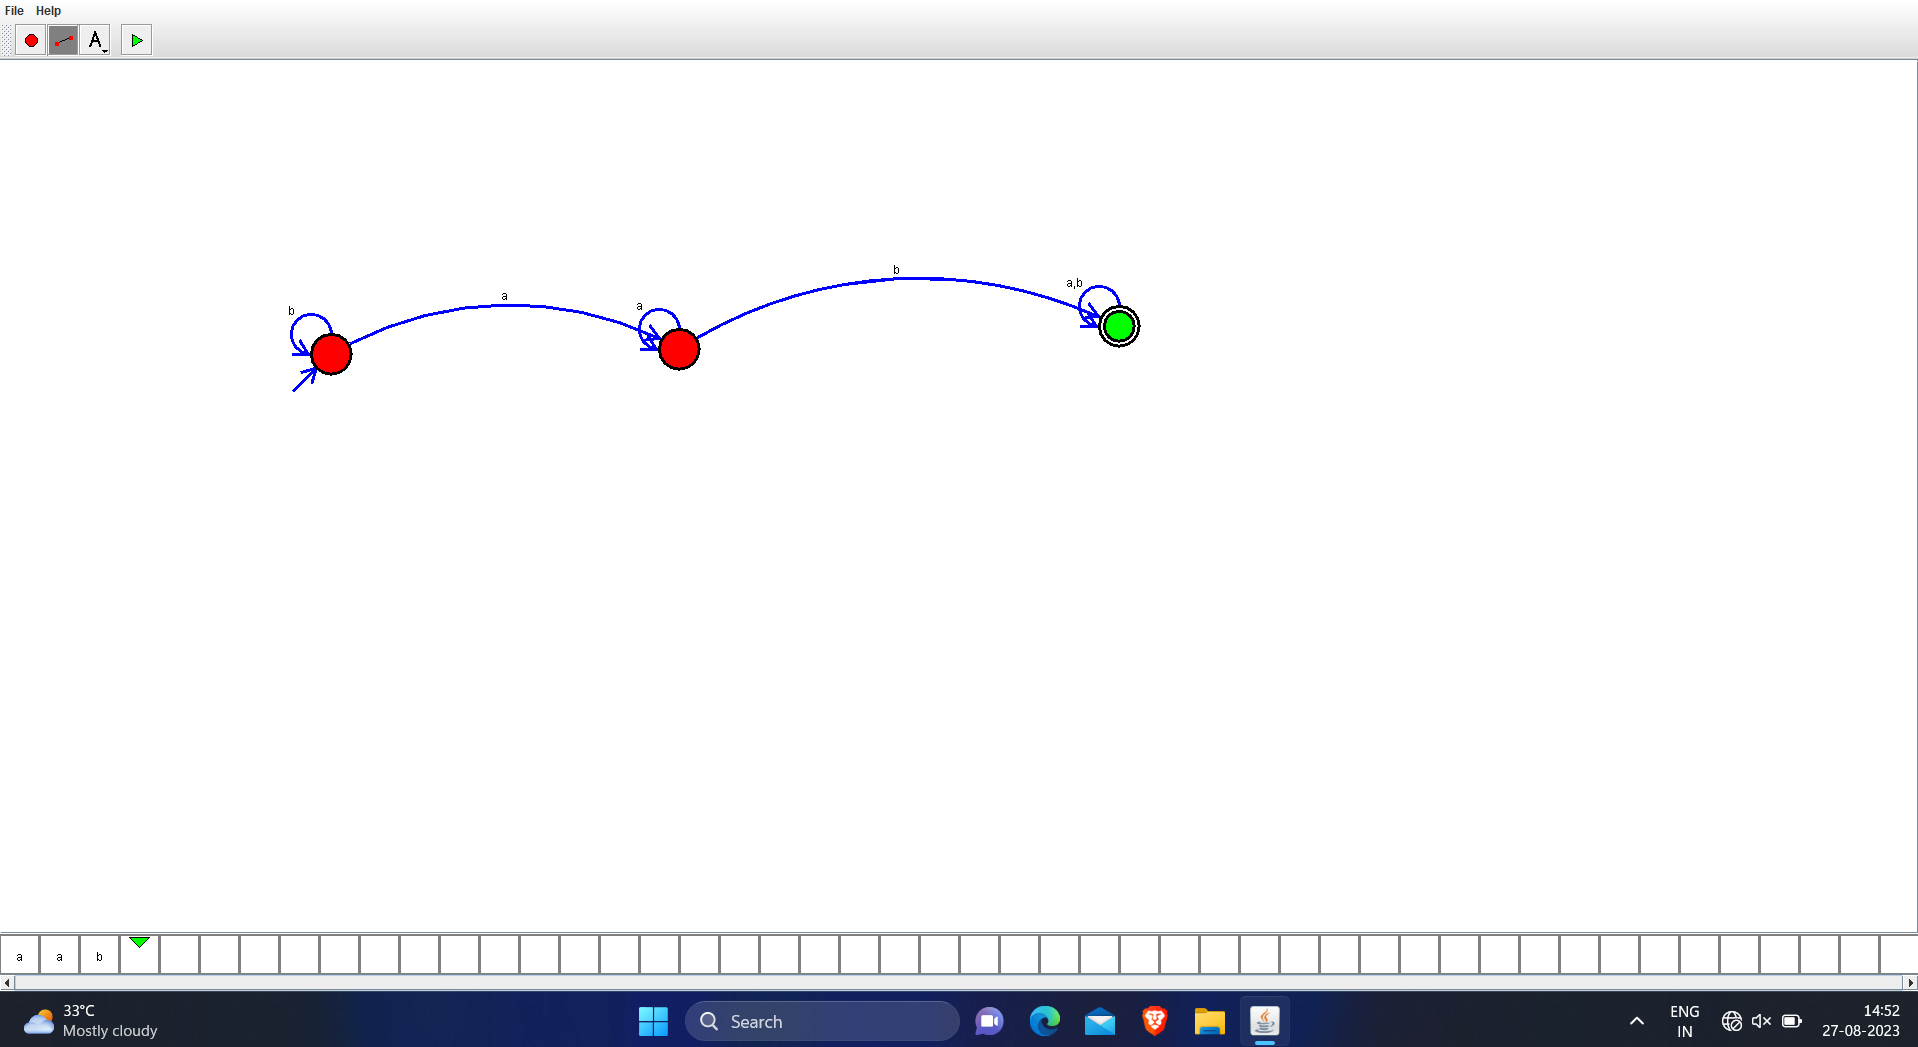 File Help
A
b
a
a
b
a,b
a a b
33°C
Mostly cloudy
Search
ENG
IN
14:52
27-08-2023